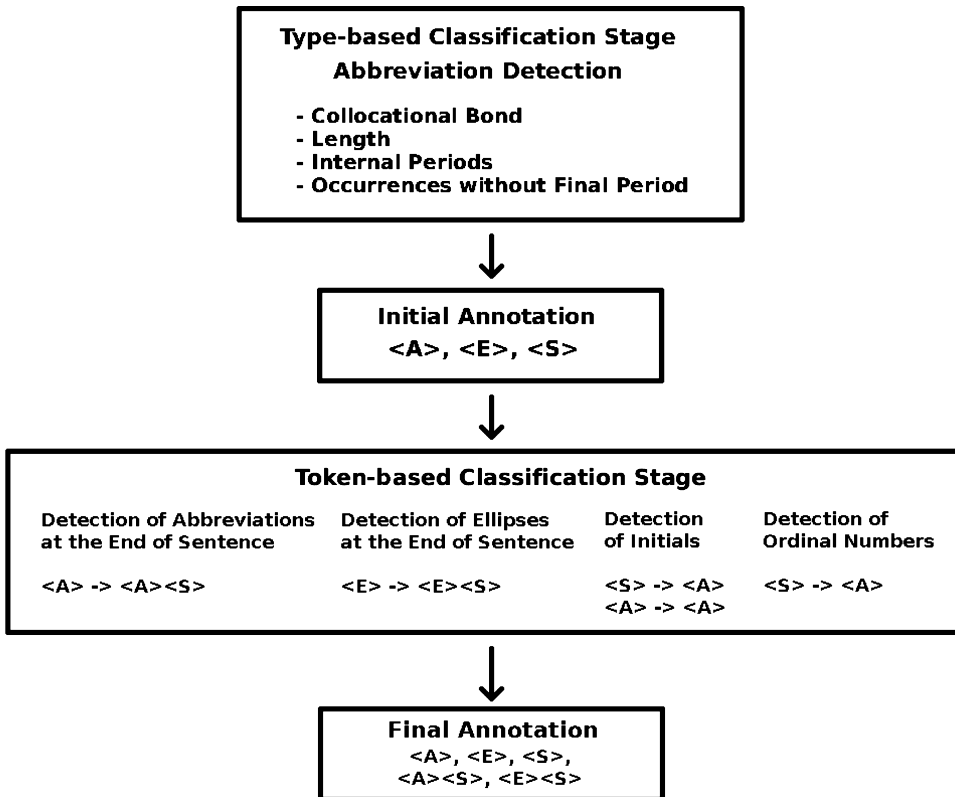 Type-based Classification Stage
Abbreviation Detection
- Collocational Bond
- Length
- Internal Periods
- Occurrences without Final Period
Initial Annotation
<A>, <E>, <S>
Token-based Classification Stage
Detection of Abbreviations
at the End of Sentence
<A> -> <A><S>
Detection of Ellipses
at the End of Sentence
<E> -> <E><S>
Detection
of Initials
<S> -> <A>
<A> -> <A>
Detection of
Ordinal Numbers
<S> -> <A>
Final Annotation
<A>, <E>, <S>,
<A><S>, <E><S>